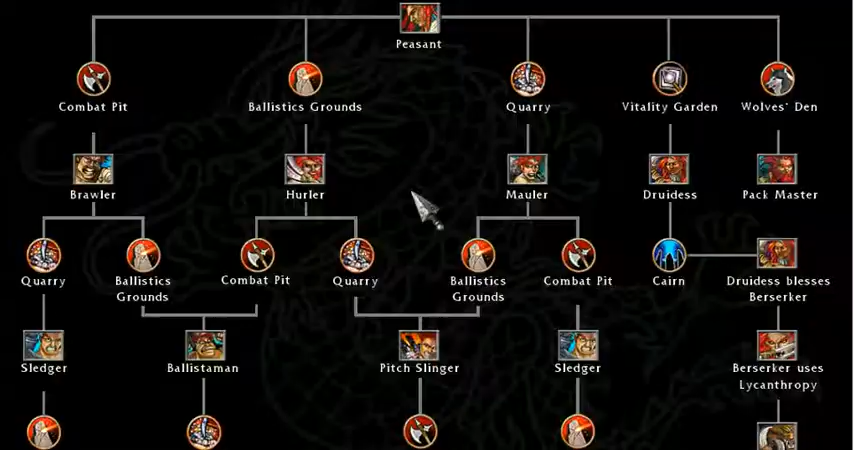 Peasant
Combat Pit
Ballistics Grounds
Quarry
Vitality Garden
Wolves' Den
Brawler
Hurler
Mauler
Druidess
Pack Master
Quarry
Ballistics
Grounds
Combat Pit
Quarry
Ballistics
Grounds
Combat Pit
Cairn
Druidess blesses
Berserker
Sledger
Ballistaman
Pitch Slinger
Sledger
Berserker uses
Lycanthropy